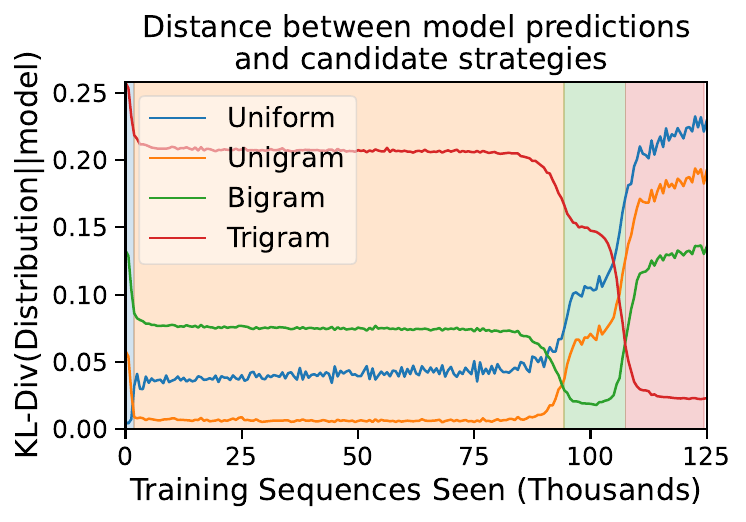 Distance between model predictions
and candidate strategies
KL-Div(Distribution||model)
0.25
0.20
0.15
0.10
0.05
0.00
Uniform
Unigram
Bigram
Trigram
0 25 50 75 100 125
Training Sequences Seen (Thousands)